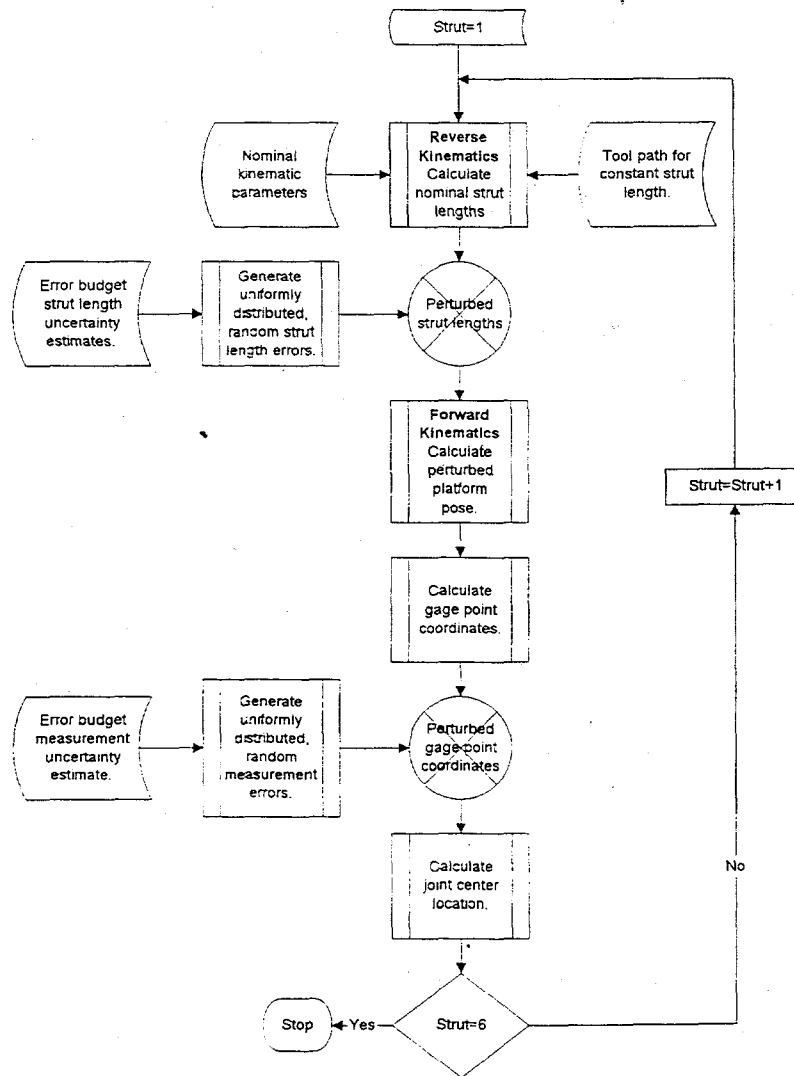 Strut=1
Nominal
kinematic
parameters
Reverse
Kinematics
Calculate
nominal strut
lengths
Tool path for
constant strut
length.
Error budget
strut length
uncertainty
estimates.
Generate
uniformly
distributed,
random strut
length errors.
Perturbed
strut lengths
Forward
Kinematics
Calculate
perturbed
platform
pose.
Strut=Strut+1
Calculate
gage point
coordinates.
Error budget
measurement
uncertainty
estimate.
Generate
uniformly
distributed,
random
measurement
errors.
Perturbed
gage point
coordinates
Calculate
joint center
location.
No
Stop
Yes
Strut=6